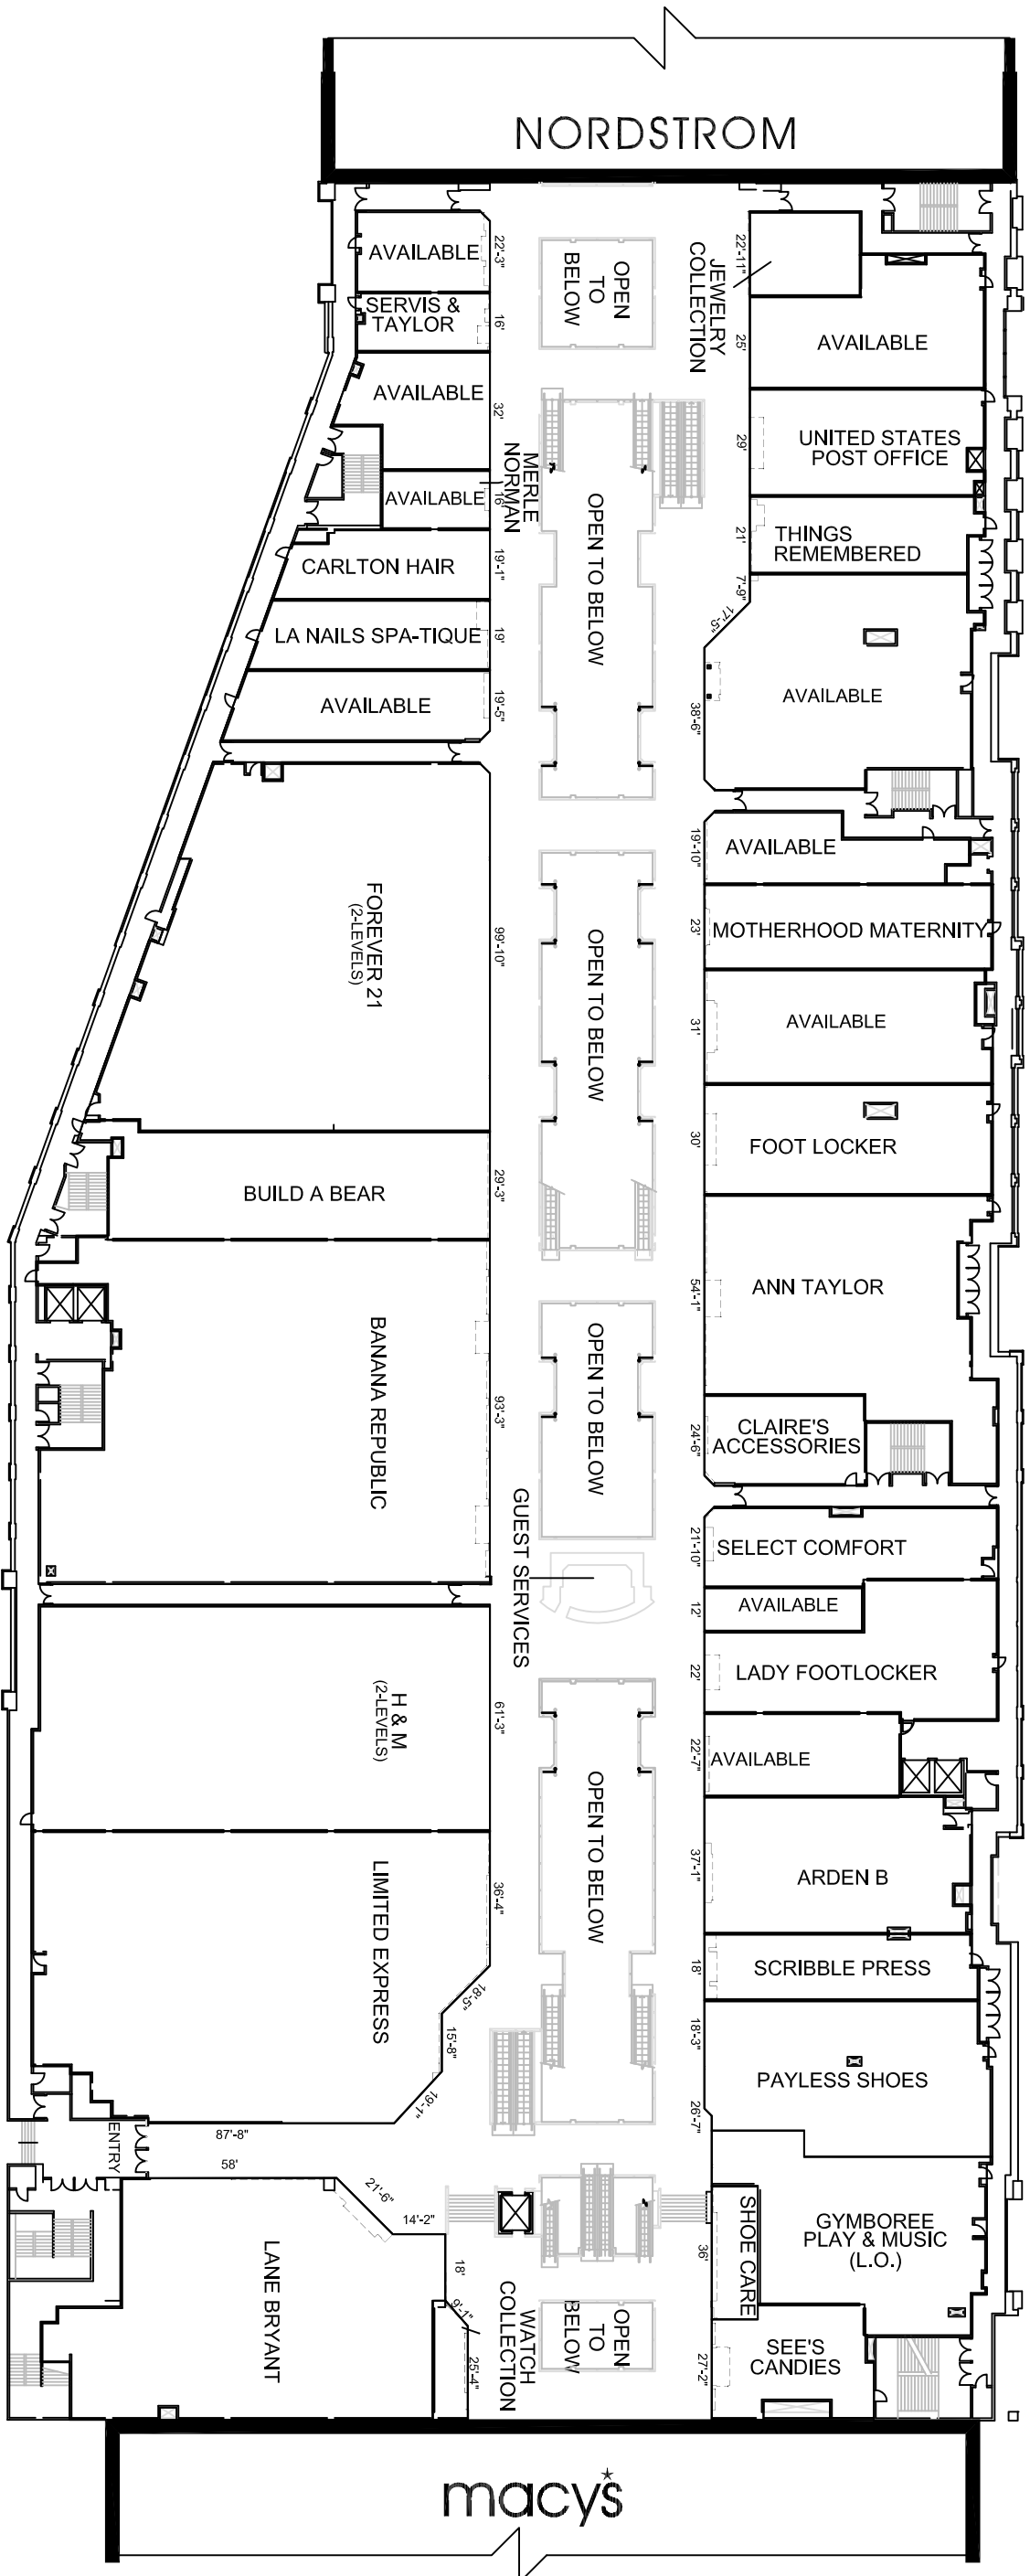 NORDSTROM
AVAILABLE
22'-3"
SERVIS &
TAYLOR
16'
AVAILABLE
32'
MERLE
NORMAN
AVAILABLE
16'
CARLTON HAIR
19'-1"
LA NAILS SPA-TIQUE
19'
AVAILABLE
19'-5"
FOREVER 21
(2-LEVELS)
99'-10"
BUILD A BEAR
29'-3"
BANANA REPUBLIC
93'-3"
GUEST SERVICES
H & M
(2-LEVELS)
61'-3"
LIMITED EXPRESS
36'-4"
18'-5"
15'-8"
19'-1"
87'-8"
ENTRY
58'
21'-6"
14'-2"
18'
9'-1"
25'-4"
LANE BRYANT
WATCH
COLLECTION
OPEN
TO
BELOW
OPEN TO BELOW
OPEN TO BELOW
OPEN TO BELOW
OPEN TO BELOW
OPEN
TO
BELOW
JEWELRY
COLLECTION
22'-11"
25'
AVAILABLE
29'
UNITED STATES
POST OFFICE
21'
THINGS
REMEMBERED
7'-9"
17'-5"
38'-6"
AVAILABLE
19'-10"
AVAILABLE
23'
MOTHERHOOD MATERNITY
31'
AVAILABLE
30'
FOOT LOCKER
54'-1"
ANN TAYLOR
24'-6"
CLAIRE'S
ACCESSORIES
21'-10"
SELECT COMFORT
12'
AVAILABLE
22'
LADY FOOTLOCKER
22'-7"
AVAILABLE
37'-1"
ARDEN B
18'
SCRIBBLE PRESS
18'-3"
PAYLESS SHOES
26'-7"
GYMBOREE
PLAY & MUSIC
(L.O.)
SHOE CARE
36'
SEE'S
CANDIES
27'-2"
macy's